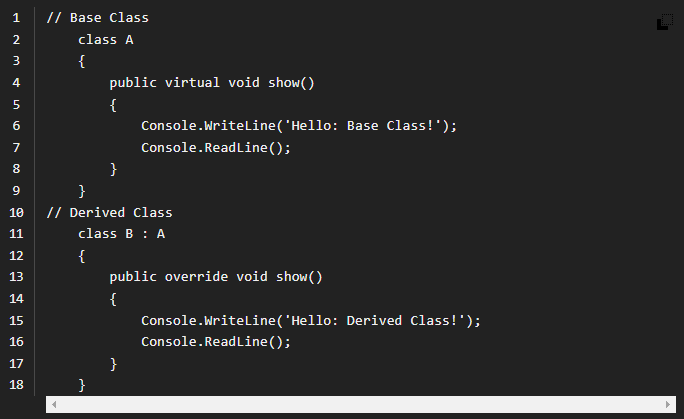 1 // Base Class
2     class A
3     {
4         public virtual void show()
5         {
6             Console.WriteLine('Hello: Base Class!');
7             Console.ReadLine();
8         }
9     }
10 // Derived Class
11     class B : A
12     {
13         public override void show()
14         {
15             Console.WriteLine('Hello: Derived Class!');
16             Console.ReadLine();
17         }
18     }